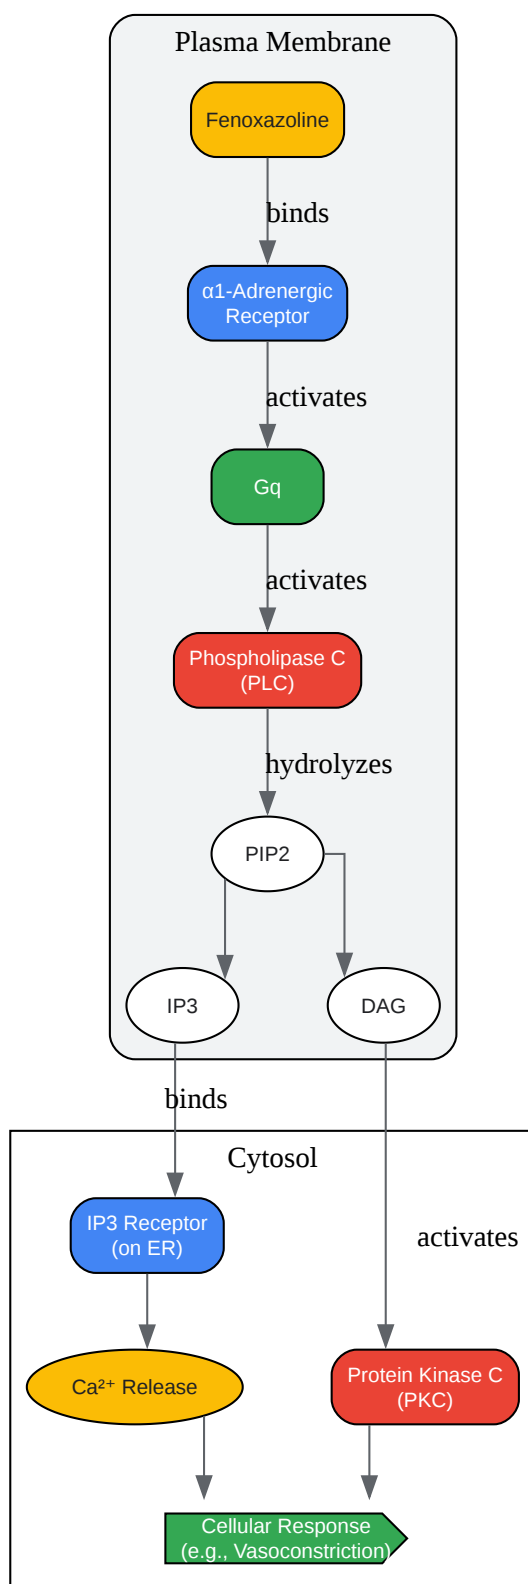 Plasma Membrane
Fenoxazoline
binds
α1-Adrenergic
Receptor
activates
Gq
activates
Phospholipase C
(PLC)
hydrolyzes
PIP2
IP3
DAG
binds
Cytosol
IP3 Receptor
(on ER)
activates
Ca²⁺ Release
Protein Kinase C
(PKC)
Cellular Response
(e.g., Vasoconstriction)